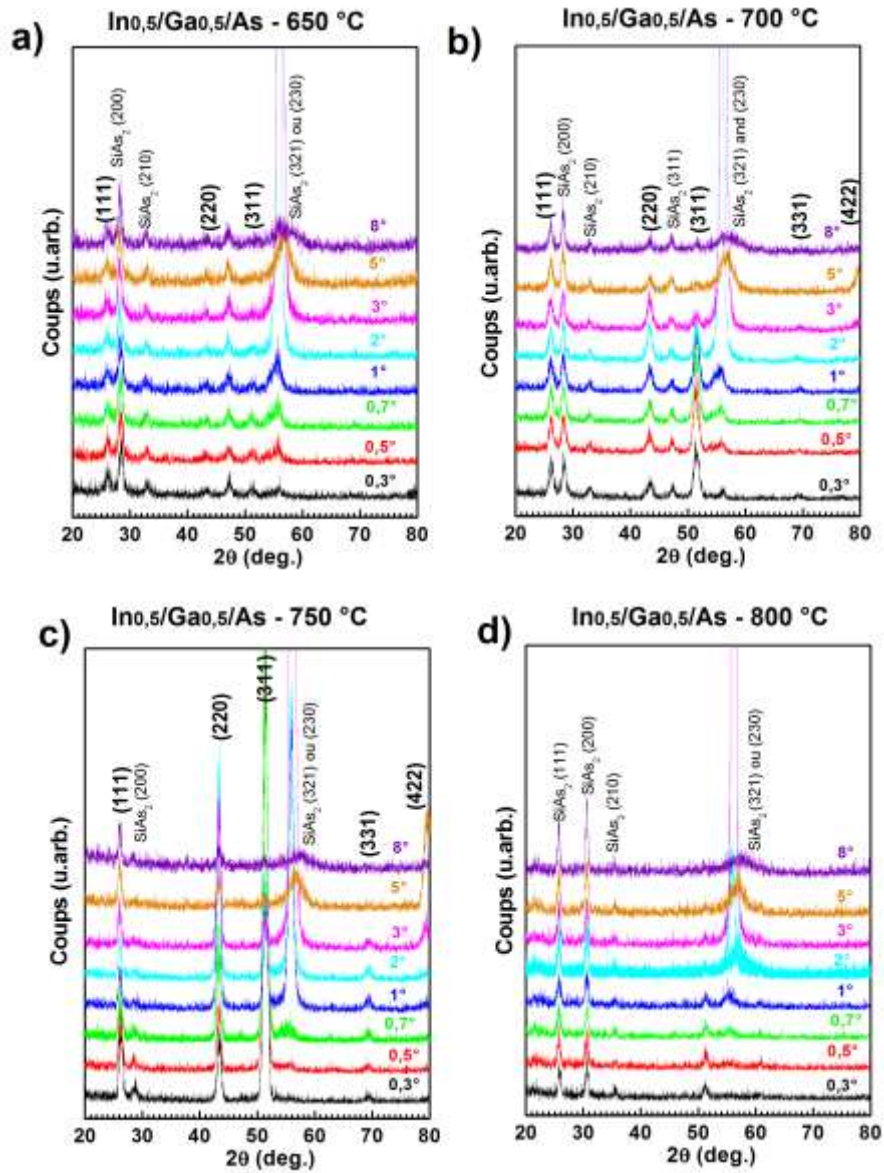 In0,5/Ga0,5/As - 650 °C
a)
SiAs2 (200)
SiAs2 (210)
SiAs2 (321) ou (230)
(111)
(220)
(311)
8°
5°
3°
2°
1°
0,7°
0,5°
0,3°
Coups (u.arb.)
20 30 40 50 60 70 80
2θ (deg.)
In0,5/Ga0,5/As - 700 °C
b)
(111)
SiAs2 (200)
SiAs2 (210)
(220)
SiAs2 (311)
(311)
SiAs2 (321) and (230)
(331)
(422)
8°
5°
3°
2°
1°
0,7°
0,5°
0,3°
Coups (u.arb.)
20 30 40 50 60 70 80
2θ (deg.)
In0,5/Ga0,5/As - 750 °C
c)
(111)
SiAs2 (200)
(220)
(311)
SiAs2 (321) ou (230)
(331)
(422)
8°
5°
3°
2°
1°
0,7°
0,5°
0,3°
Coups (u.arb.)
20 30 40 50 60 70 80
2θ (deg.)
In0,5/Ga0,5/As - 800 °C
d)
SiAs2 (111)
SiAs2 (200)
SiAs2 (210)
SiAs2 (321) ou (230)
8°
5°
3°
2°
1°
0,7°
0,5°
0,3°
Coups (u.arb.)
20 30 40 50 60 70 80
2θ (deg.)